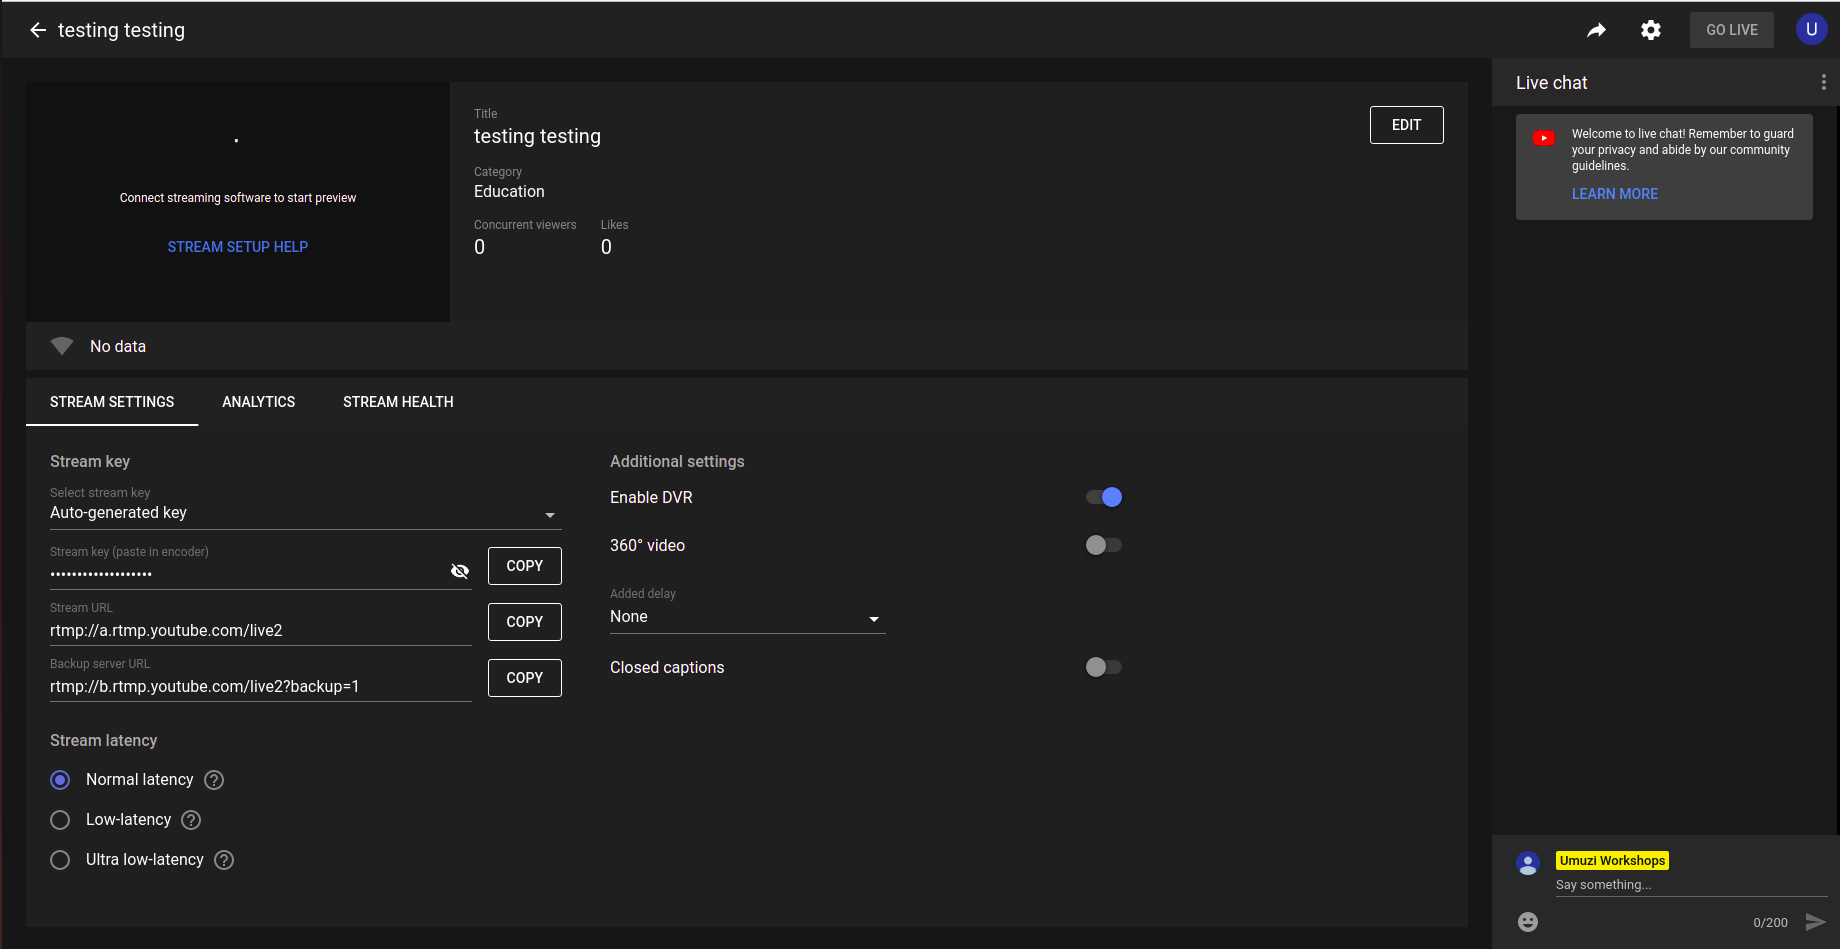 testing testing
GO LIVE
U
Title
testing testing
EDIT
Category
Education
Concurrent viewers
Likes
0
0
Connect streaming software to start preview
STREAM SETUP HELP
No data
STREAM SETTINGS
ANALYTICS
STREAM HEALTH
Stream key
Select stream key
Auto-generated key
Stream key (paste in encoder)
•••••••••••••••••••
COPY
Stream URL
rtmp://a.rtmp.youtube.com/live2
COPY
Backup server URL
rtmp://b.rtmp.youtube.com/live2?backup=1
COPY
Stream latency
Normal latency ?
Low-latency ?
Ultra low-latency ?
Additional settings
Enable DVR
360° video
Added delay
None
Closed captions
Live chat
Welcome to live chat! Remember to guard
your privacy and abide by our community
guidelines.
LEARN MORE
Umuzi Workshops
Say something...
0/200